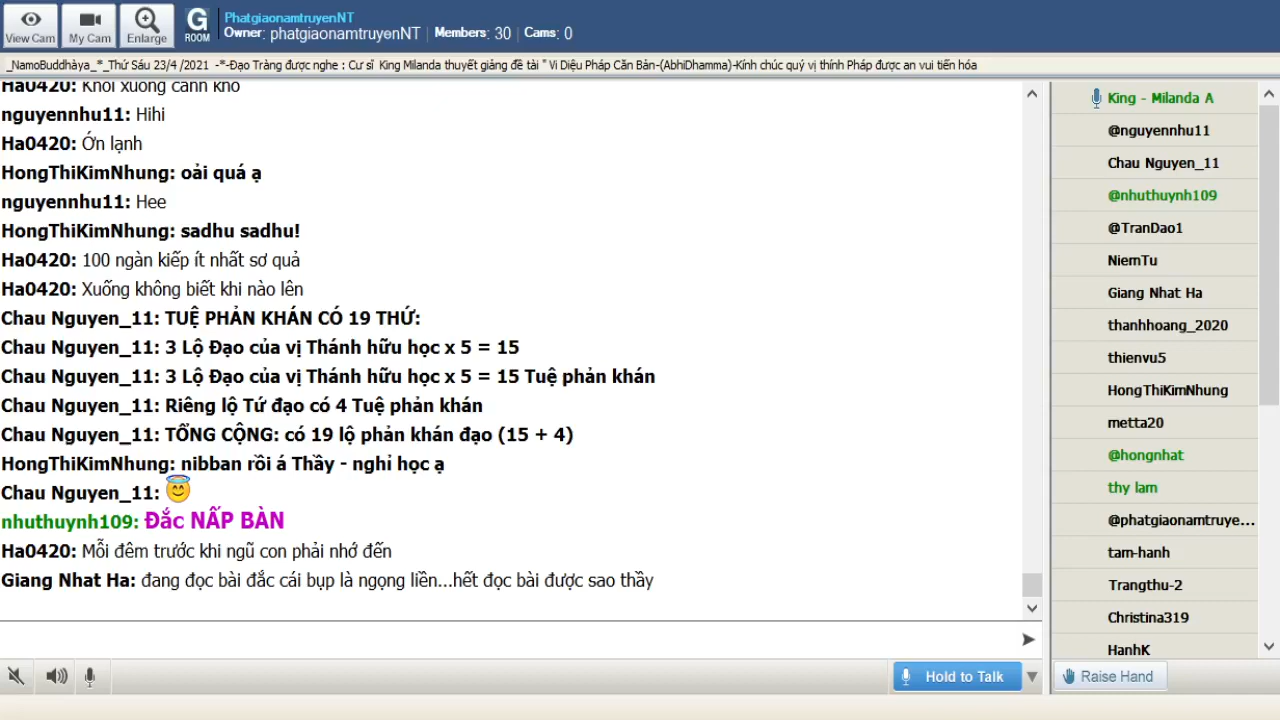 View Cam
My Cam
Enlarge
G ROOM
PhatgiaonamtruyenNT
Owner: phatgiaonamtruyenNT | Members: 30 | Cams: 0
_NamoBuddhàya_*_Thứ Sáu 23/4 /2021 -*-Đạo Tràng được nghe : Cư sĩ King Milanda thuyết giảng đề tài " Vi Diệu Pháp Căn Bản-(AbhiDhamma)-Kính chúc quý vị thính Pháp được an vui tiến hóa
Ha0420: Khỏi xuống cảnh khổ
nguyennhu11: Hihi
Ha0420: Ớn lạnh
HongThiKimNhung: oải quá ạ
nguyennhu11: Hee
HongThiKimNhung: sadhu sadhu!
Ha0420: 100 ngàn kiếp ít nhất sơ quả
Ha0420: Xuống không biết khi nào lên
Chau Nguyen_11: TUỆ PHẢN KHÁN CÓ 19 THỨ:
Chau Nguyen_11: 3 Lộ Đạo của vị Thánh hữu học x 5 = 15
Chau Nguyen_11: 3 Lộ Đạo của vị Thánh hữu học x 5 = 15 Tuệ phản khán
Chau Nguyen_11: Riêng lộ Tứ đạo có 4 Tuệ phản khán
Chau Nguyen_11: TỔNG CỘNG: có 19 lộ phản khán đạo (15 + 4)
HongThiKimNhung: nibban rồi á Thầy - nghỉ học ạ
Chau Nguyen_11:
nhuthuynh109: Đắc NẤP BÀN
Ha0420: Mỗi đêm trước khi ngũ con phải nhớ đến
Giang Nhat Ha: đang đọc bài đắc cái bụp là ngọng liền...hết đọc bài được sao thầy
King - Milanda A
@nguyennhu11
Chau Nguyen_11
@nhuthuynh109
@TranDao1
NiemTu
Giang Nhat Ha
thanhhoang_2020
thienvu5
HongThiKimNhung
metta20
@hongnhat
thy lam
@phatgiaonamtruye...
tam-hanh
Trangthu-2
Christina319
HanhK
Hold to Talk
Raise Hand